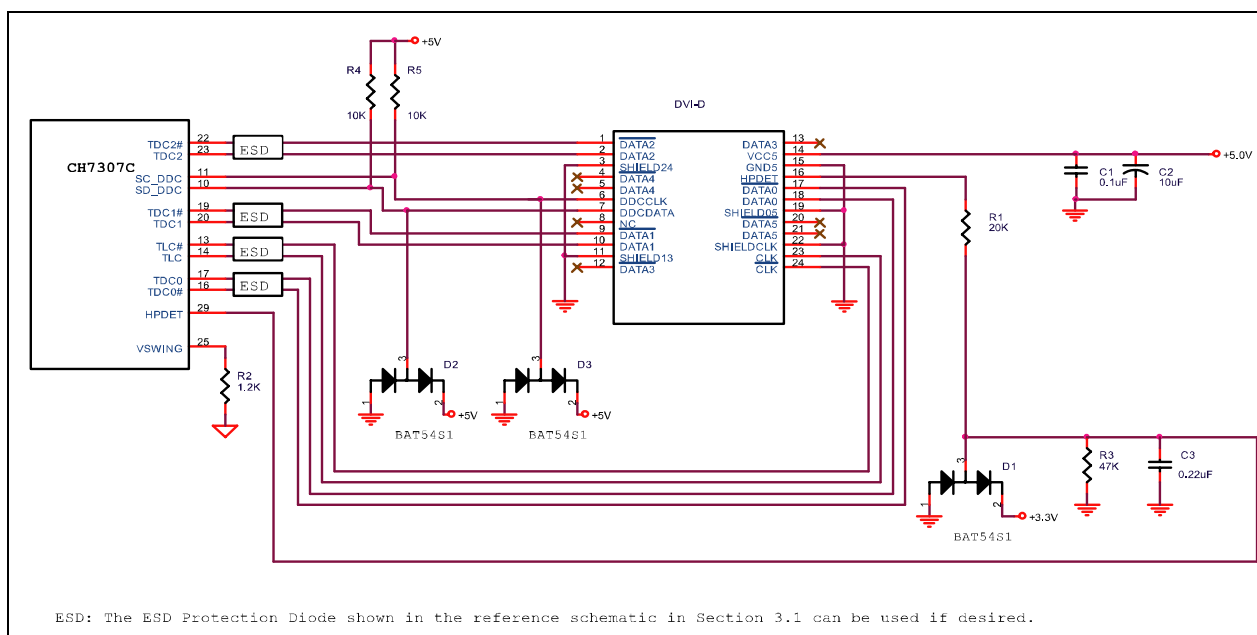 +5V
R4
R5
10K
10K
DVI-D
CH7307C
TDC2#
TDC2
SC_DDC
SD_DDC
TDC1#
TDC1
TLC#
TLC
TDC0
TDC0#
HPDET
VSWING
22
23
11
10
19
20
13
14
17
16
29
25
ESD
ESD
ESD
ESD
R2
1.2K
1
2
3
4
5
6
7
8
9
10
11
12
DATA2
DATA2
SHIELD24
DATA4
DATA4
DDCCLK
DDCDATA
NC
DATA1
DATA1
SHIELD13
DATA3
DATA3
VCC5
GND5
HPDET
DATA0
DATA0
SHIELD05
DATA5
DATA5
SHIELDCLK
CLK
CLK
13
14
15
16
17
18
19
20
21
22
23
24
+5.0V
C1
0.1uF
C2
10uF
R1
20K
3
D2
1
2
+5V
BAT54S1
3
D3
1
2
+5V
BAT54S1
3
D1
1
2
+3.3V
BAT54S1
R3
47K
C3
0.22uF
ESD: The ESD Protection Diode shown in the reference schematic in Section 3.1 can be used if desired.